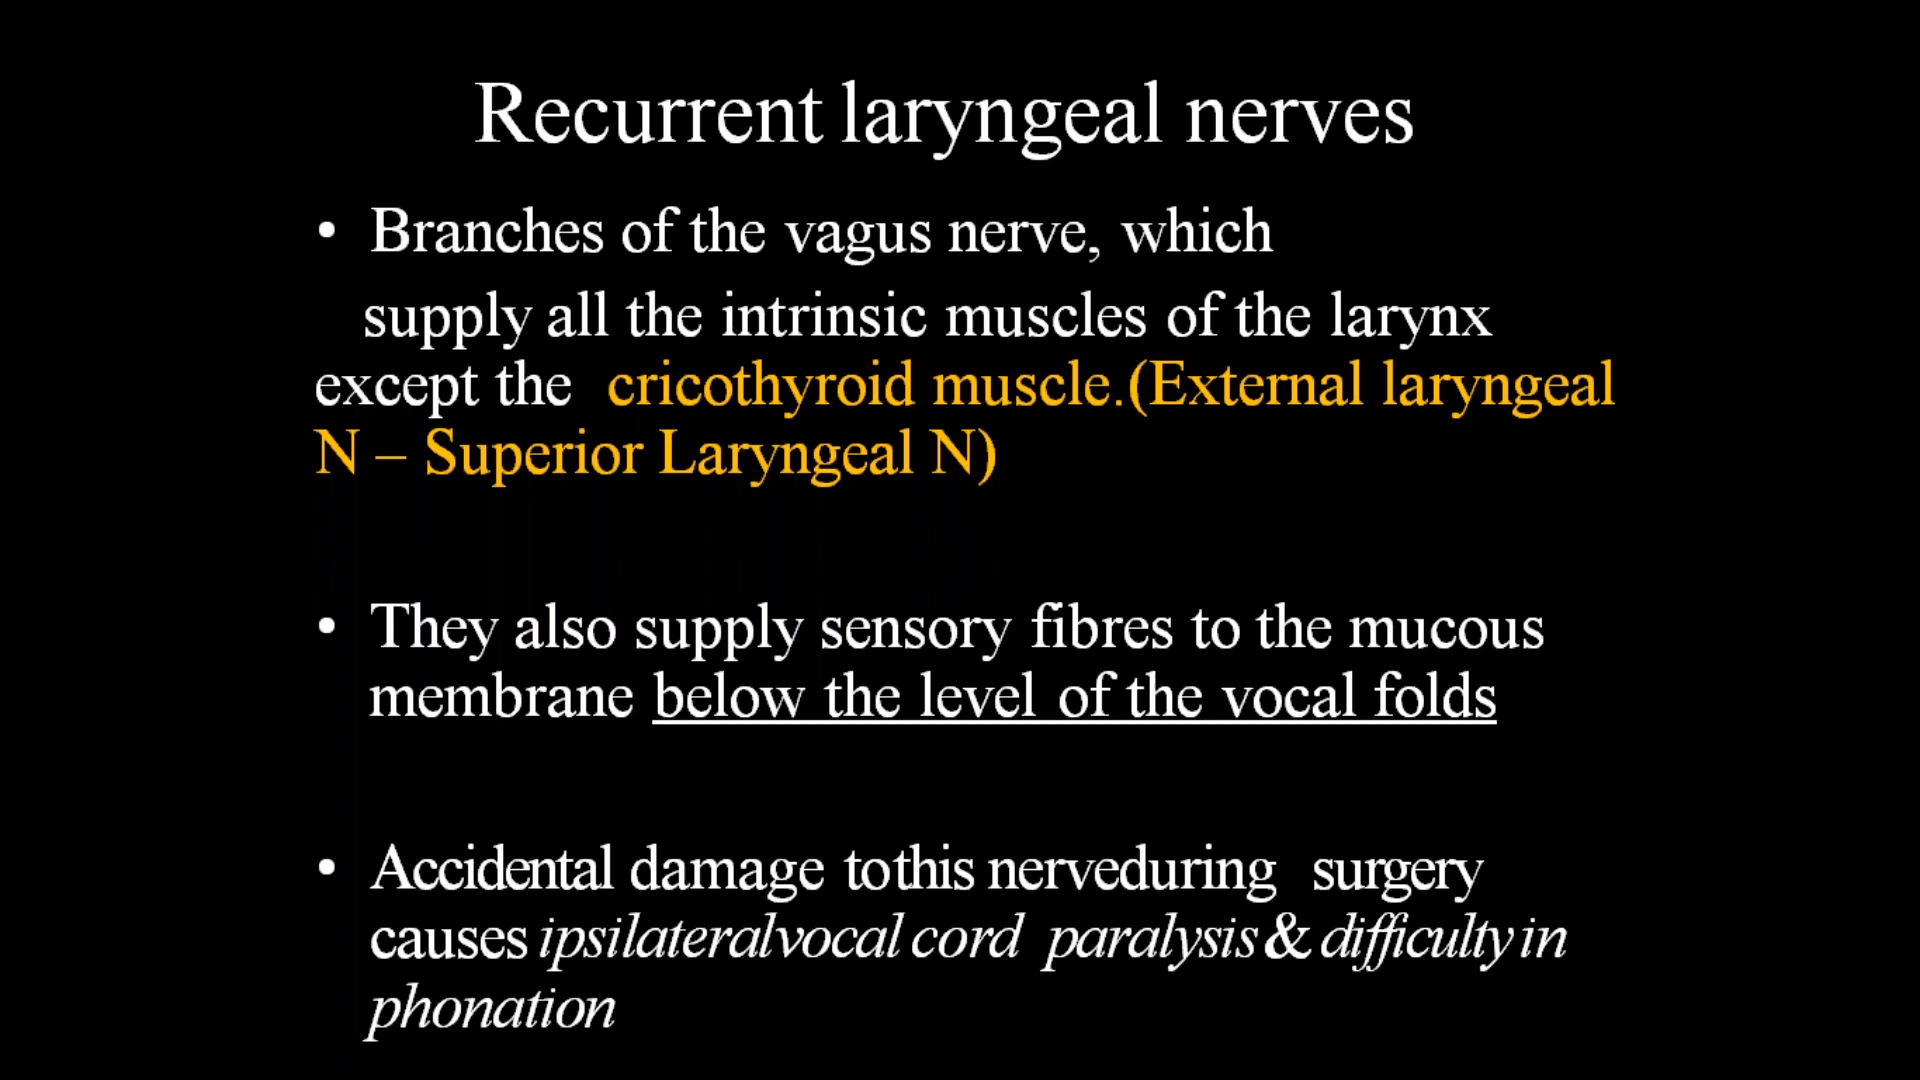 Recurrent laryngeal nerves
• Branches of the vagus nerve, which
supply all the intrinsic muscles of the larynx
except the cricothyroid muscle.(External laryngeal
N – Superior Laryngeal N)
• They also supply sensory fibres to the mucous
membrane below the level of the vocal folds
• Accidental damage tothis nerveduring surgery
causes ipsilateralvocal cord paralysis & difficulty in
phonation